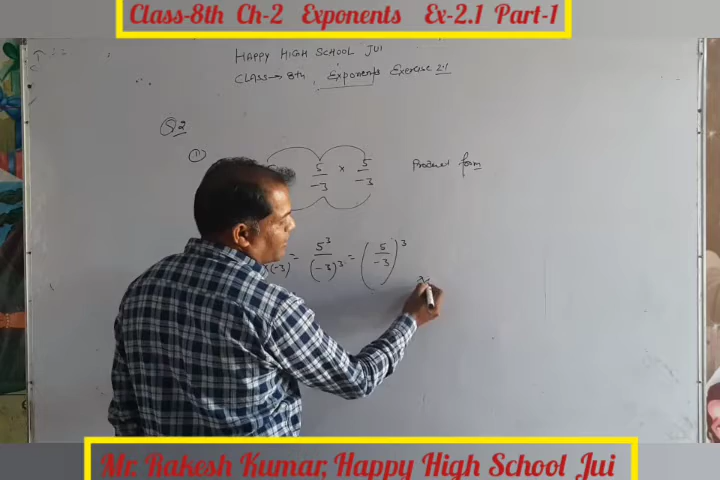 Class-8th Ch-2 Exponents Ex-2.1 Part-1
HAPPY HIGH SCHOOL JUI
CLASS → 8th, Exponents Exercise 2.1
Q2
①
5/-3 × 5/-3 Product form
(-3) = 5³/(-3)³ = (5/-3)³
Mr. Rakesh Kumar, Happy High School Jui